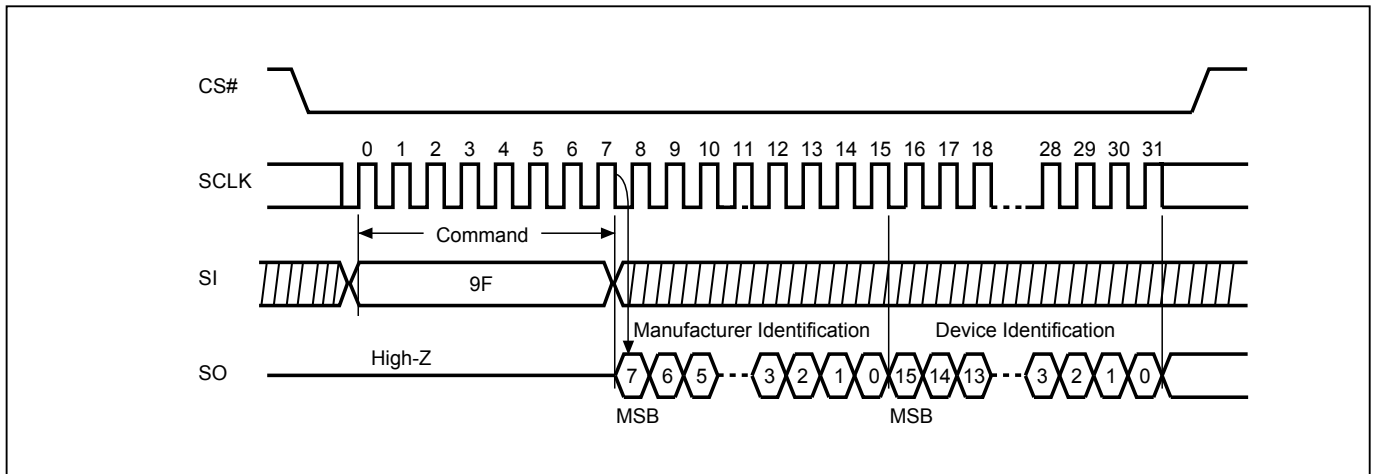 CS#
0 1 2 3 4 5 6 7 8 9 10 11 12 13 14 15 16 17 18 28 29 30 31
SCLK
Command
SI
9F
Manufacturer Identification Device Identification
High-Z
SO
7 6 5 3 2 1 0 15 14 13 3 2 1 0
MSB MSB